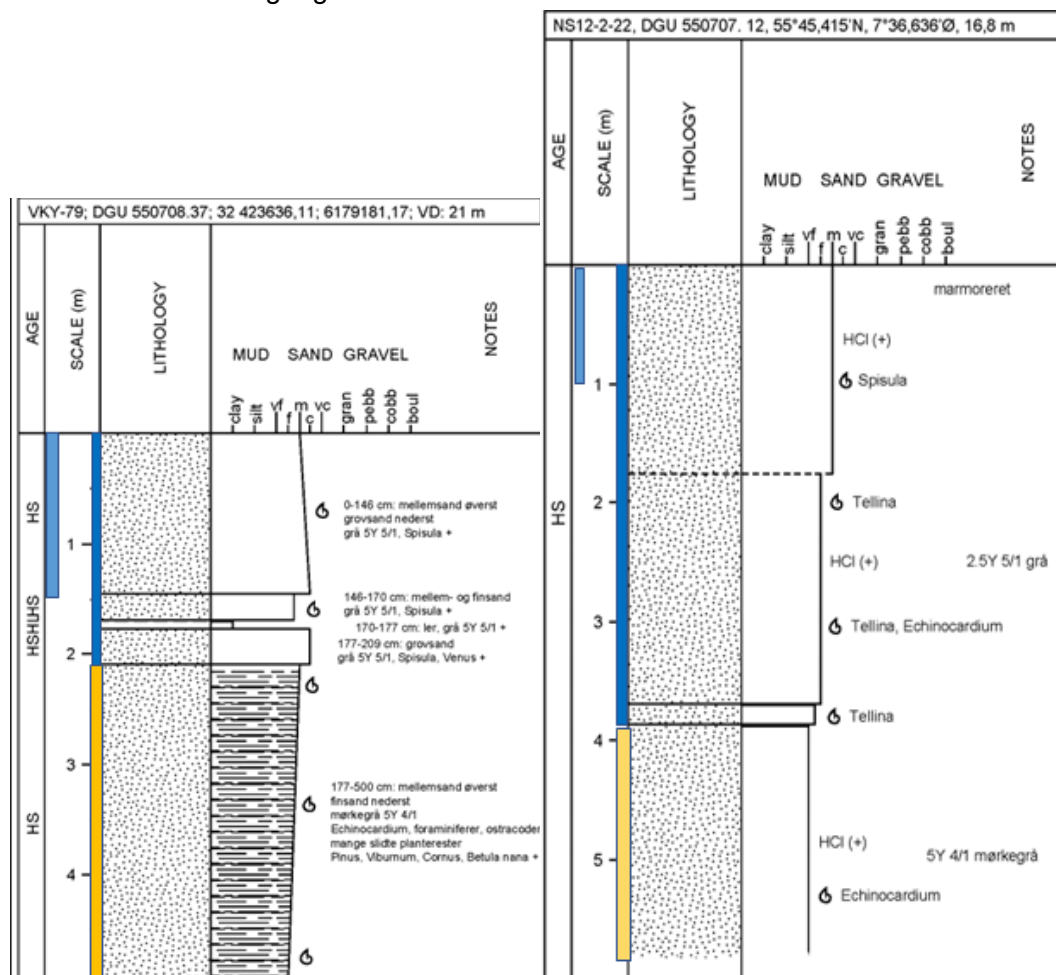 VKY-79; DGU 550708.37; 32 423636,11; 6179181,17; VD: 21 m
AGE
SCALE (m)
LITHOLOGY
MUD SAND GRAVEL
NOTES
clay
silt
vf
f
m
c
vc
gran
pebb
cobb
boul
HS
HSHUHS
HS
1
2
3
4
0-146 cm: mellemsand øverst
grovsand nederst
grå 5Y 5/1, Spisula +
146-170 cm: mellem- og finsand
grå 5Y 5/1, Spisula +
170-177 cm: ler, grå 5Y 5/1 +
177-209 cm: grovsand
grå 5Y 5/1, Spisula, Venus +
177-500 cm: mellemsand øverst
finsand nederst
mørkegrå 5Y 4/1
Echinocardium, foraminiferer, ostracoder
mange slidte planterester
Pinus, Viburnum, Cornus, Betula nana +
NS12-2-22, DGU 550707. 12, 55°45,415'N, 7°36,636'Ø, 16,8 m
AGE
SCALE (m)
LITHOLOGY
MUD SAND GRAVEL
NOTES
clay
silt
vf
f
m
c
vc
gran
pebb
cobb
boul
HS
1
2
3
4
5
marmoreret
HCl (+)
Spisula
Tellina
HCl (+) 2.5Y 5/1 grå
Tellina, Echinocardium
Tellina
HCl (+)
5Y 4/1 mørkegrå
Echinocardium